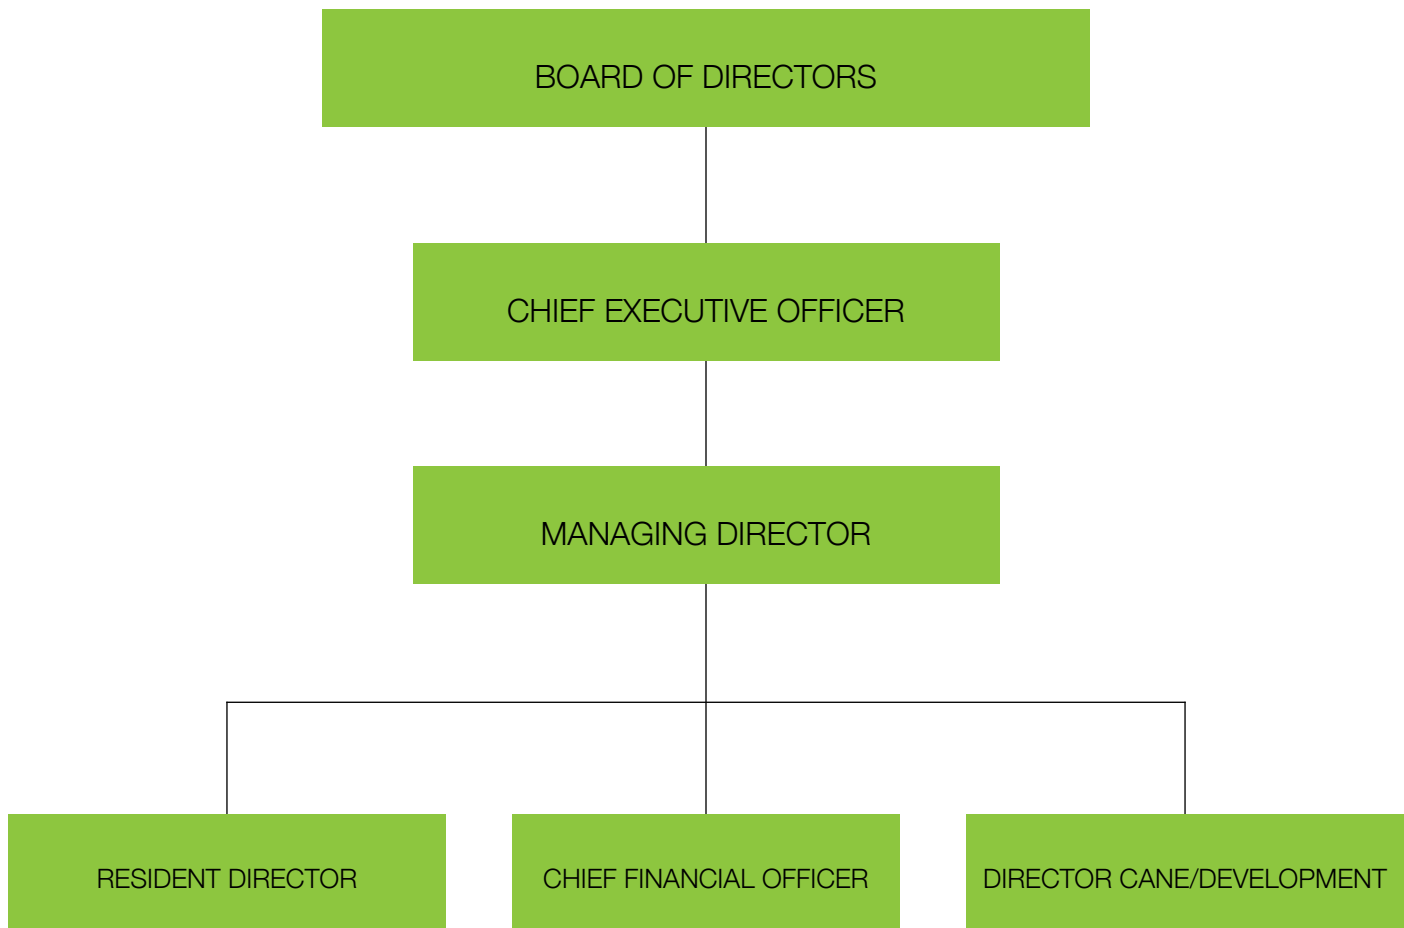 BOARD OF DIRECTORS
CHIEF EXECUTIVE OFFICER
MANAGING DIRECTOR
RESIDENT DIRECTOR
CHIEF FINANCIAL OFFICER
DIRECTOR CANE/DEVELOPMENT